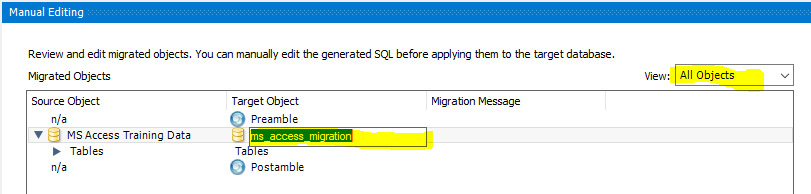 Manual Editing
Review and edit migrated objects. You can manually edit the generated SQL before applying them to the target database.
Migrated Objects View: All Objects
Source Object Target Object Migration Message
n/a Preamble
MS Access Training Data ms_access_migration
Tables Tables
n/a Postamble